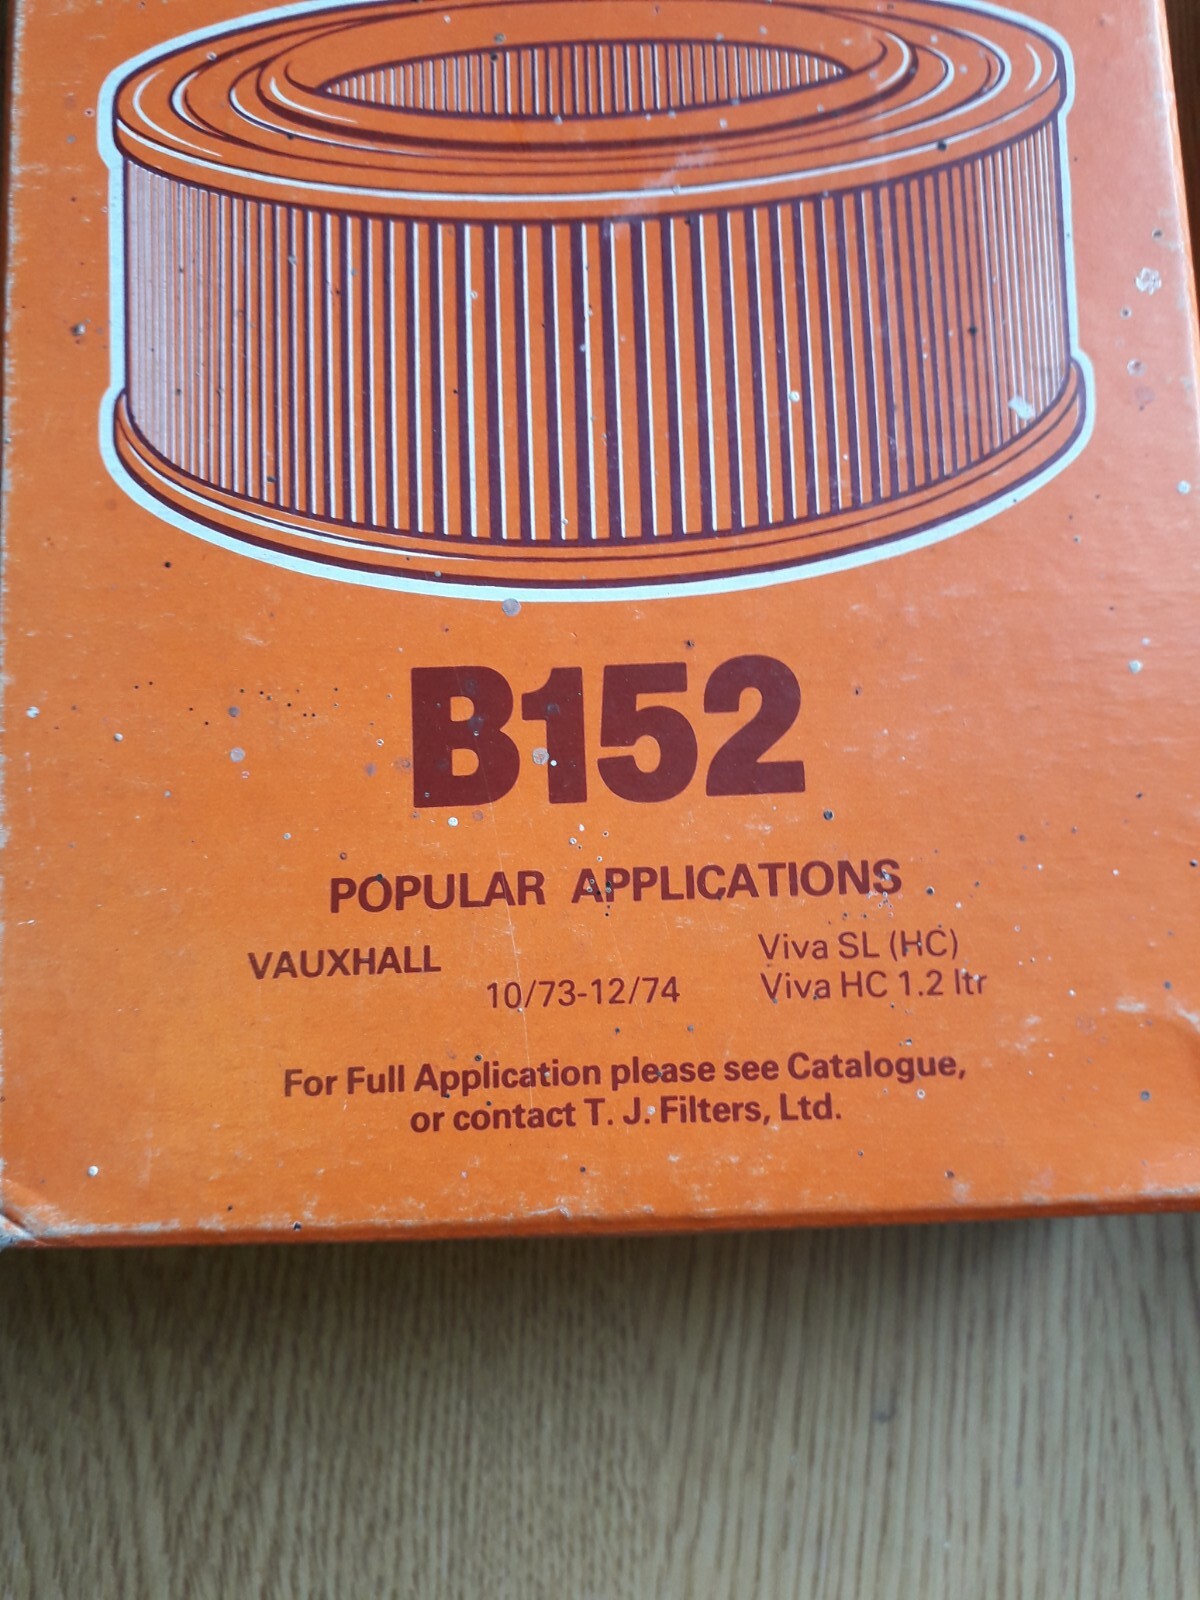 B152
POPULAR APPLICATIONS
VAUXHALL Viva SL (HC)
10/73-12/74 Viva HC 1.2 ltr
For Full Application please see Catalogue,
or contact T. J. Filters, Ltd.